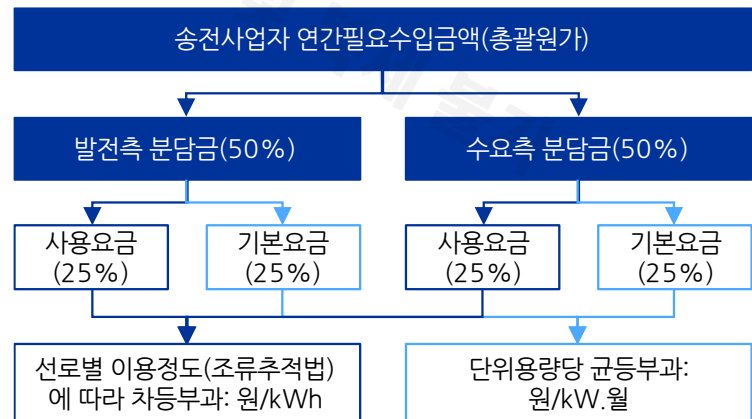 송전사업자 연간필요수입금액(총괄원가)
발전측 분담금(50%)
수요측 분담금(50%)
사용요금
(25%)
기본요금
(25%)
사용요금
(25%)
기본요금
(25%)
선로별 이용정도(조류추적법)
에 따라 차등부과: 원/kWh
단위용량당 균등부과:
원/kW.월